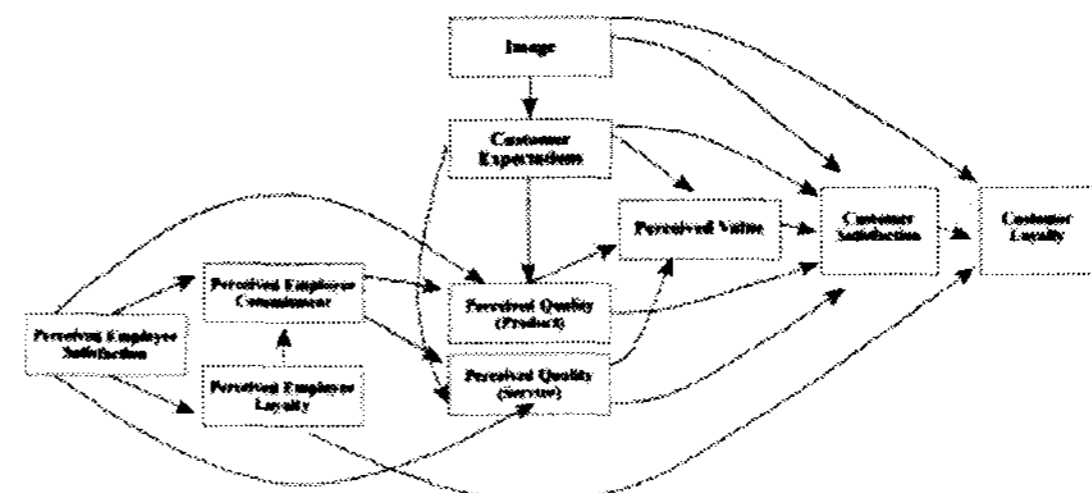 Image
Customer
Expectations
Perceived Value
Customer
Satisfaction
Customer
Loyalty
Perceived Employee
Commitment
Perceived Quality
(Product)
Perceived Employee
Satisfaction
Perceived Employee
Loyalty
Perceived Quality
(Service)